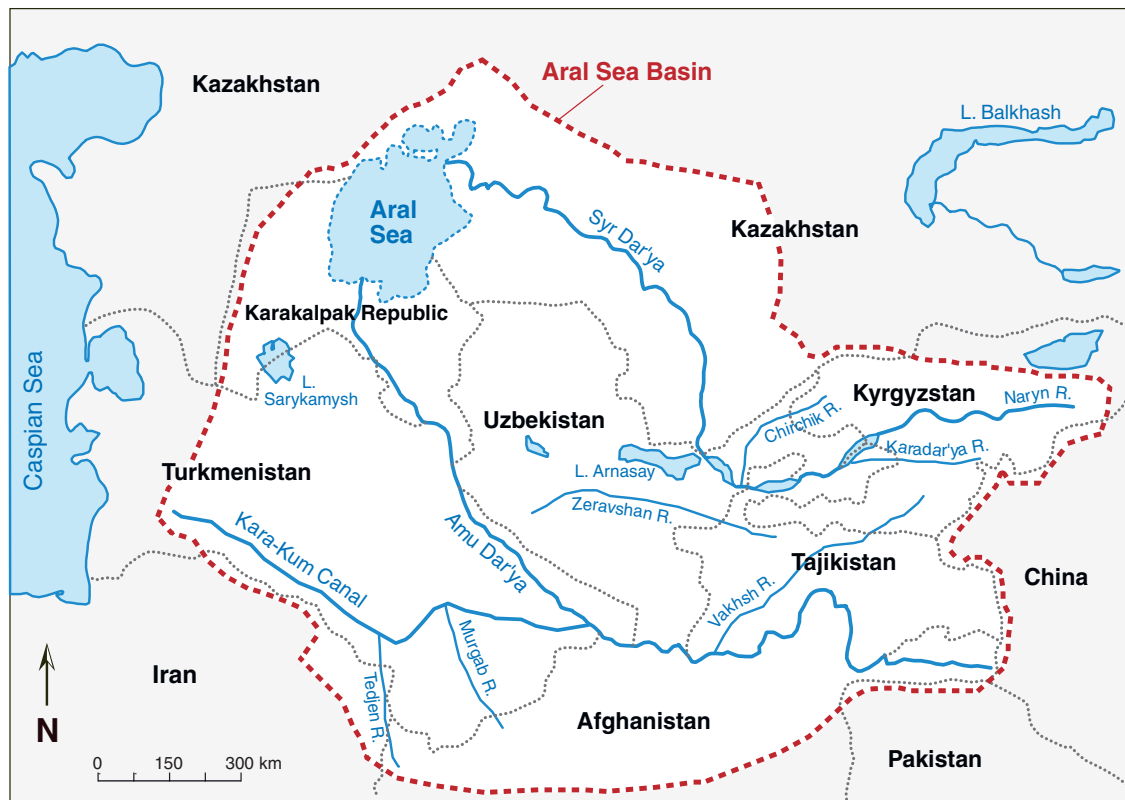 Aral Sea Basin
Kazakhstan
L. Balkhash
Aral
Sea
Syr Dar'ya
Kazakhstan
Karakalpak Republic
L.
Sarykamysh
Caspian Sea
Kyrgyzstan
Naryn R.
Chirchik R.
Uzbekistan
Karadar'ya R.
L. Arnasay
Turkmenistan
Zeravshan R.
Kara-Kum Canal
Amu Dar'ya
Tajikistan
China
Vakhsh R.
Murgab R.
Tedjen R.
Iran
Afghanistan
Pakistan
N
0 150 300 km